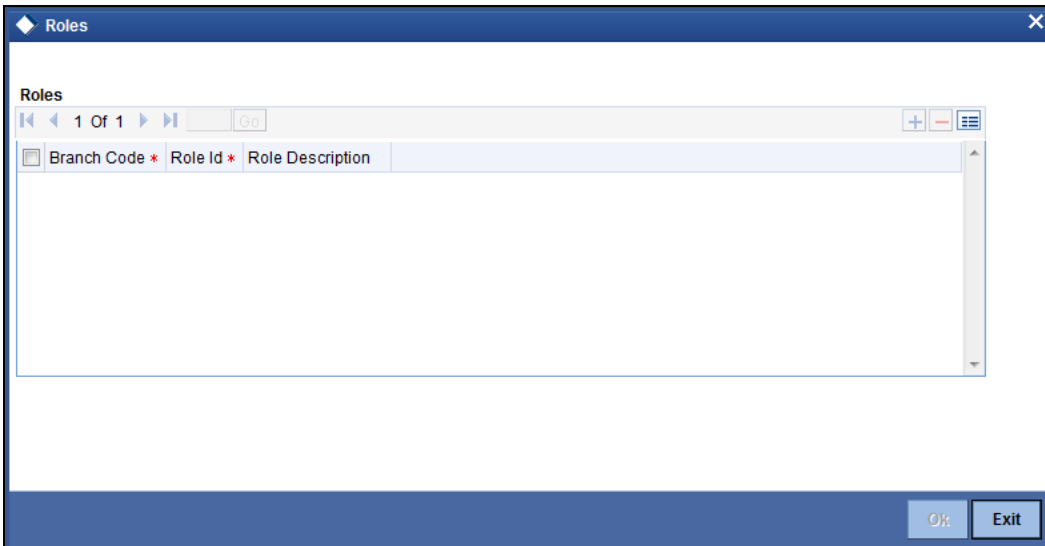 Roles
Roles
1 Of 1 Go
Branch Code * Role Id * Role Description
Ok Exit